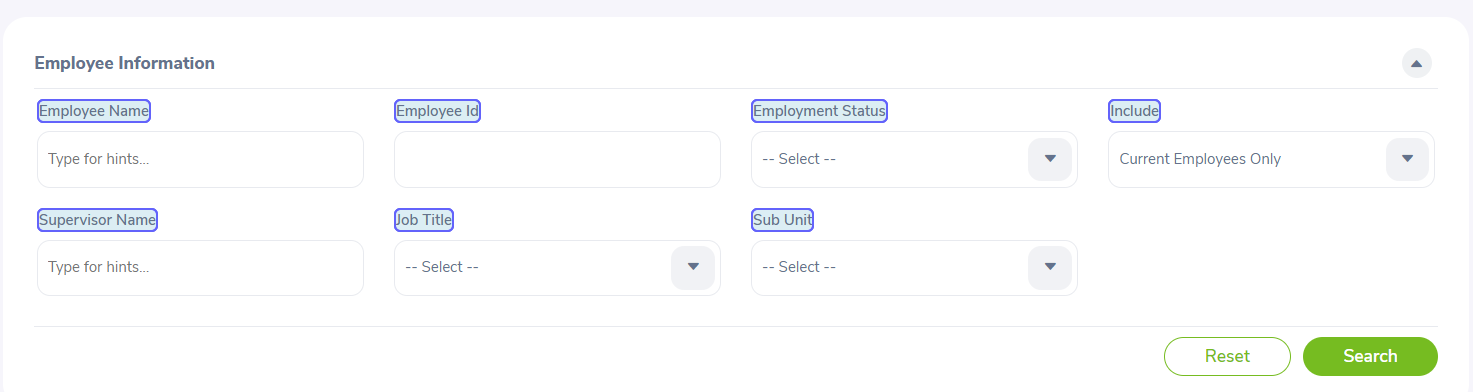 Employee Information
Employee Name Employee Id Employment Status Include
Type for hints... -- Select -- Current Employees Only
Supervisor Name Job Title Sub Unit
Type for hints... -- Select -- -- Select --
Reset Search